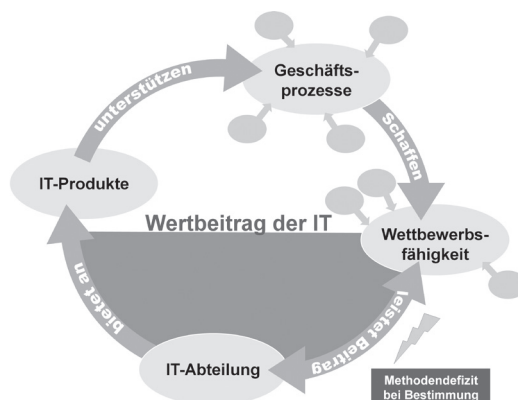 unterstützen
Geschäfts-
prozesse
Schaffen
IT-Produkte
Wertbeitrag der IT
Wettbewerbs-
fähigkeit
bietet an
leistet Beitrag
IT-Abteilung
Methodendefizit
bei Bestimmung